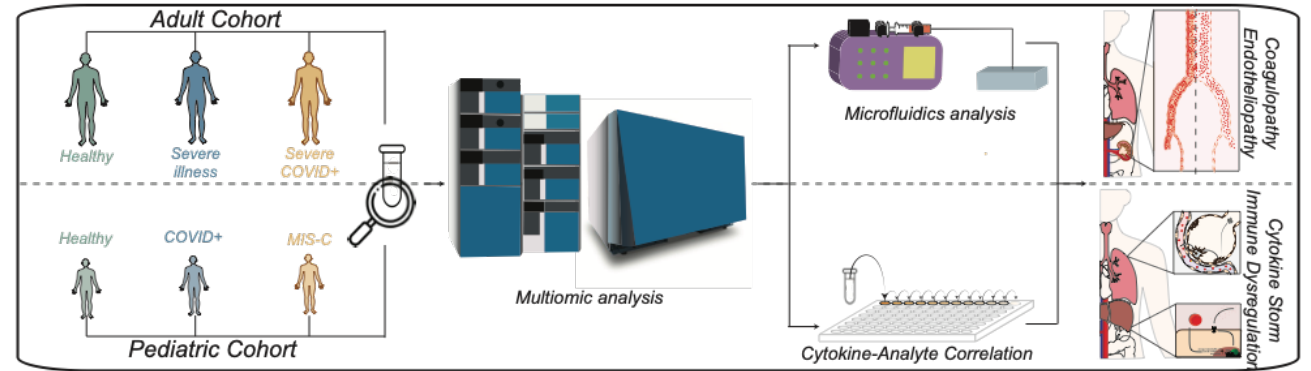 Adult Cohort
Healthy
Severe
illness
Severe
COVID+
Healthy
COVID+
MIS-C
Pediatric Cohort
Multiomic analysis
Microfluidics analysis
Cytokine-Analyte Correlation
Coagulopathy
Endotheliopathy
Cytokine Storm
Immune Dysregulation